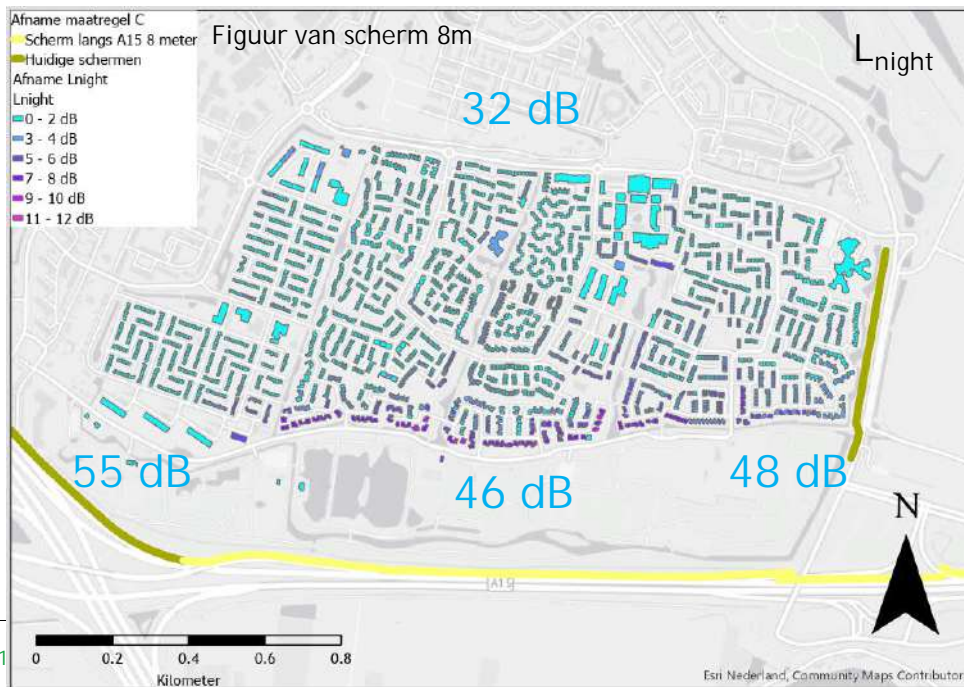 Afname maatregel C
Scherm langs A15 8 meter
Huidige schermen
Afname Lnight
Lnight
0 - 2 dB
3 - 4 dB
5 - 6 dB
7 - 8 dB
9 - 10 dB
11 - 12 dB
Figuur van scherm 8m
Lnight
32 dB
55 dB
46 dB
48 dB
N
A15
1
0 0.2 0.4 0.6 0.8
Kilometer
Esri Nederland, Community Maps Contributor